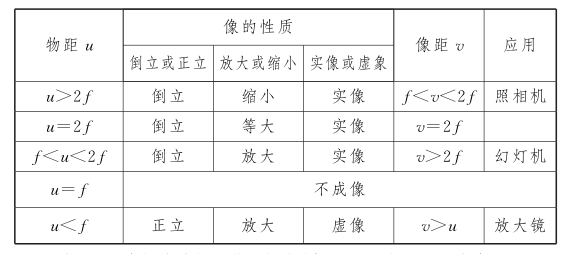 物距 u 像的性质 像距 v 应用
倒立或正立 放大或缩小 实像或虚象
u>2f 倒立 缩小 实像 f<v<2f 照相机
u=2f 倒立 等大 实像 v=2f
f<u<2f 倒立 放大 实像 v>2f 幻灯机
u=f 不成像
u<f 正立 放大 虚像 v>u 放大镜